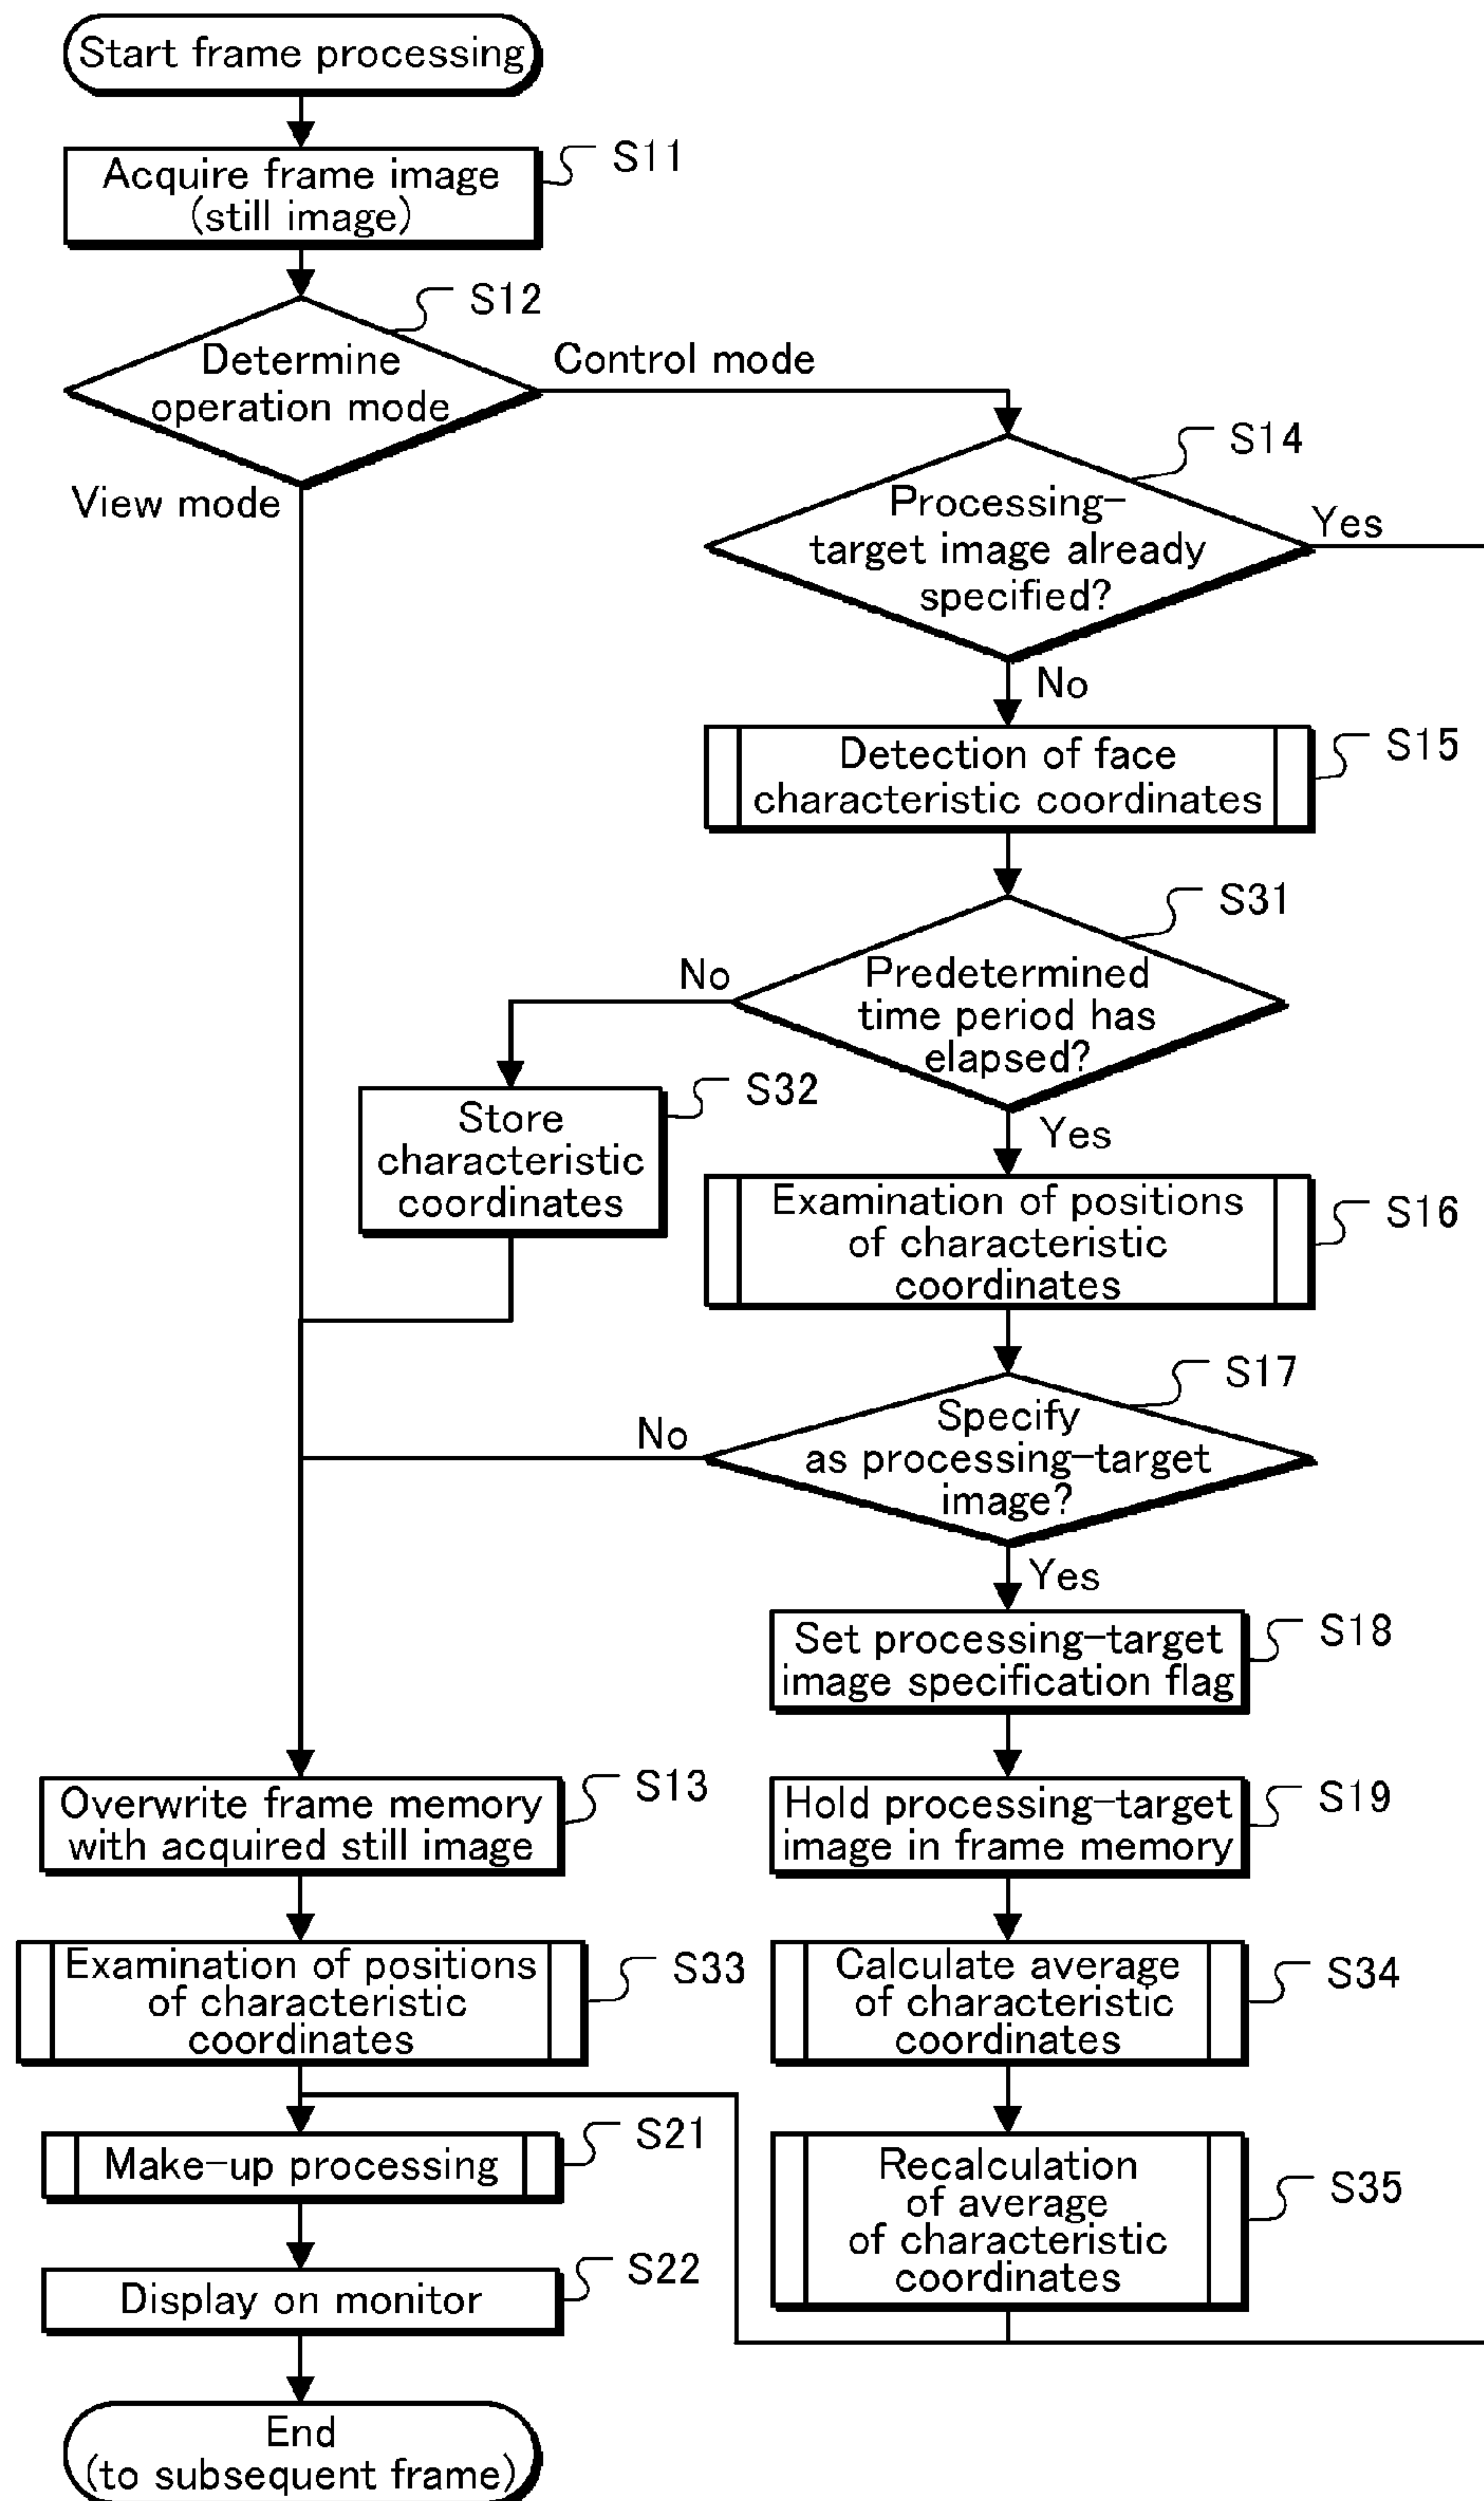 Start frame processing
Acquire frame image
(still image)
S11
S12
Determine
operation mode
Control mode
View mode
S14
Processing-
target image already
specified?
Yes
No
Detection of face
characteristic coordinates
S15
S31
Predetermined
time period has
elapsed?
No
Yes
Store
characteristic
coordinates
S32
Examination of positions
of characteristic
coordinates
S16
S17
Specify
as processing-target
image?
No
Yes
Set processing-target
image specification flag
S18
Overwrite frame memory
with acquired still image
S13
Hold processing-target
image in frame memory
S19
Examination of positions
of characteristic
coordinates
S33
Calculate average
of characteristic
coordinates
S34
Make-up processing
S21
Recalculation
of average
of characteristic
coordinates
S35
Display on monitor
S22
End
(to subsequent frame)